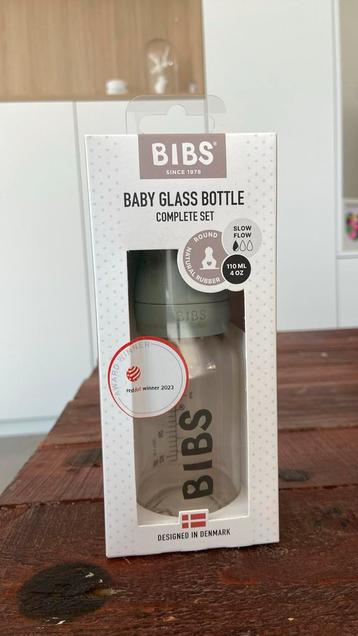 BIBS®
SINCE 1978
BABY GLASS BOTTLE
COMPLETE SET
ROUND
NATURAL RUBBER
SLOW
FLOW
110 ML
4 OZ
BIBS
AWARD WINNER
reddot winner 2023
BIBS
DESIGNED IN DENMARK